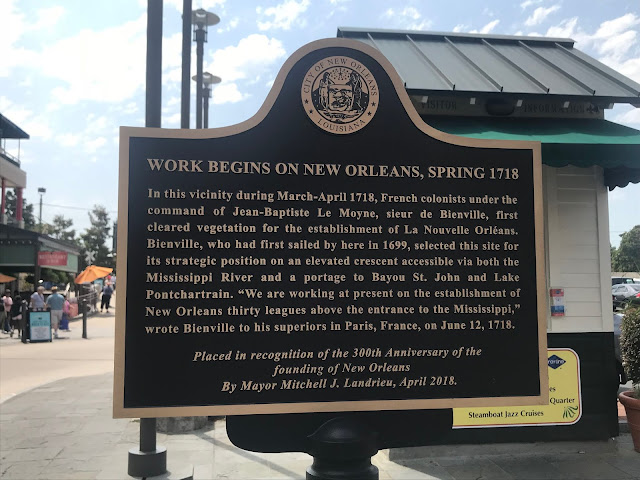 CITY OF NEW ORLEANS
LOUISIANA
WORK BEGINS ON NEW ORLEANS, SPRING 1718
In this vicinity during March-April 1718, French colonists under the
command of Jean-Baptiste Le Moyne, sieur de Bienville, first
cleared vegetation for the establishment of La Nouvelle Orléans.
Bienville, who had first sailed by here in 1699, selected this site for
its strategic position on an elevated crescent accessible via both the
Mississippi River and a portage to Bayou St. John and Lake
Pontchartrain. “We are working at present on the establishment of
New Orleans thirty leagues above the entrance to the Mississippi,”
wrote Bienville to his superiors in Paris, France, on June 12, 1718.
Placed in recognition of the 300th Anniversary of the
founding of New Orleans
By Mayor Mitchell J. Landrieu, April 2018.
VISITOR INFORMATION
Quarter
Steamboat Jazz Cruises